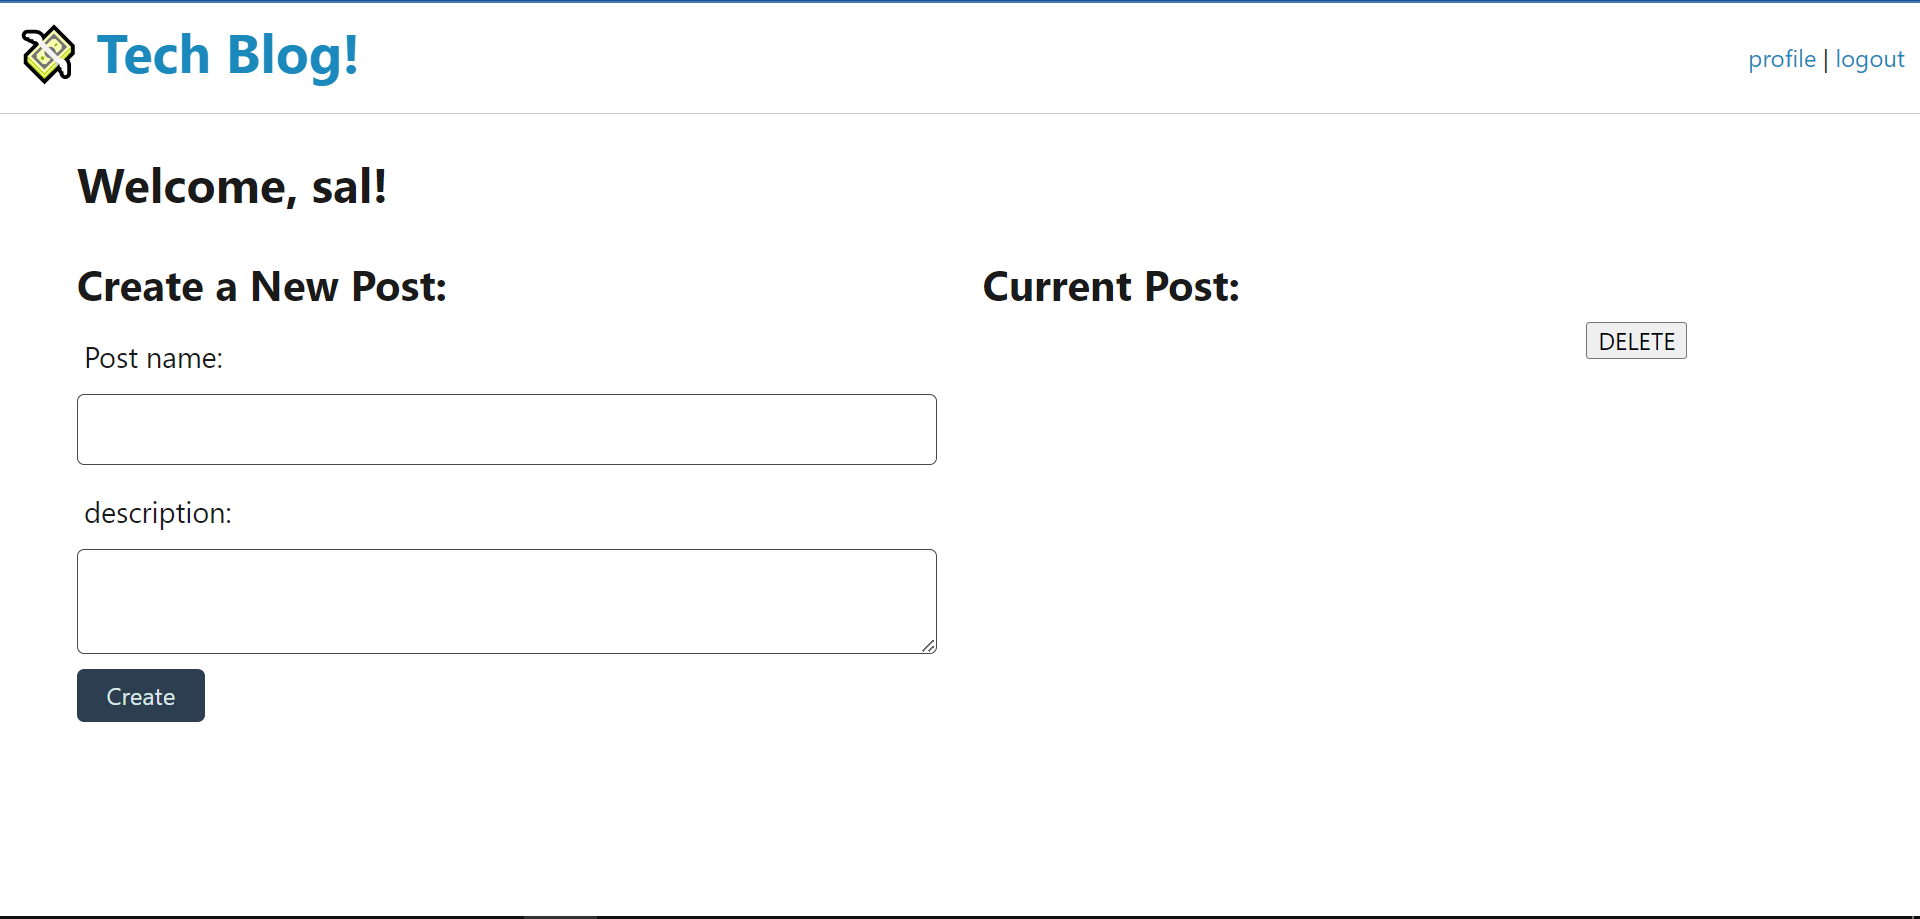 Tech Blog!
profile | logout
Welcome, sal!
Create a New Post:
Post name:
description:
Create
Current Post:
DELETE